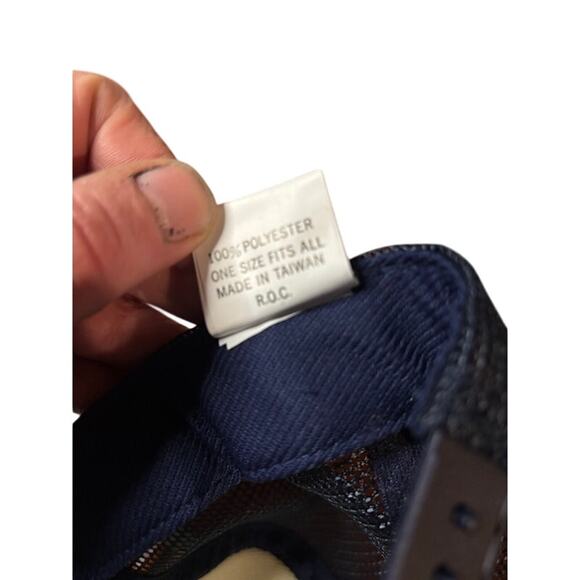 100% POLYESTER
ONE SIZE FITS ALL
MADE IN TAIWAN
R.O.C.